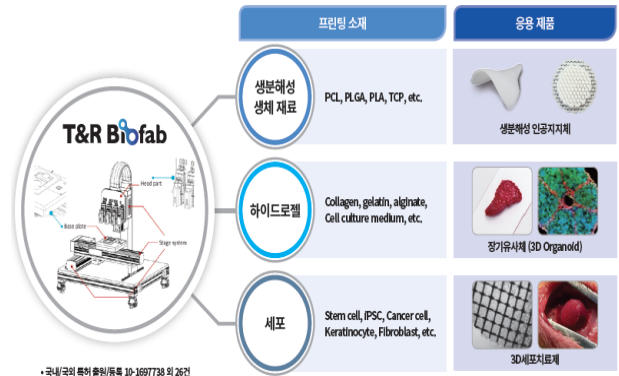 프린팅 소재
응용 제품
T&R Biofab
Head part
Base plate
Stage system
생분해성
생체 재료
PCL, PLGA, PLA, TCP, etc.
생분해성 인공지지체
하이드로젤
Collagen, gelatin, alginate,
Cell culture medium, etc.
장기유사체 (3D Organoid)
세포
Stem cell, iPSC, Cancer cell,
Keratinocyte, Fibroblast, etc.
3D세포치료제
• 국내/국외 특허 출원/등록 10-1697738 외 26건